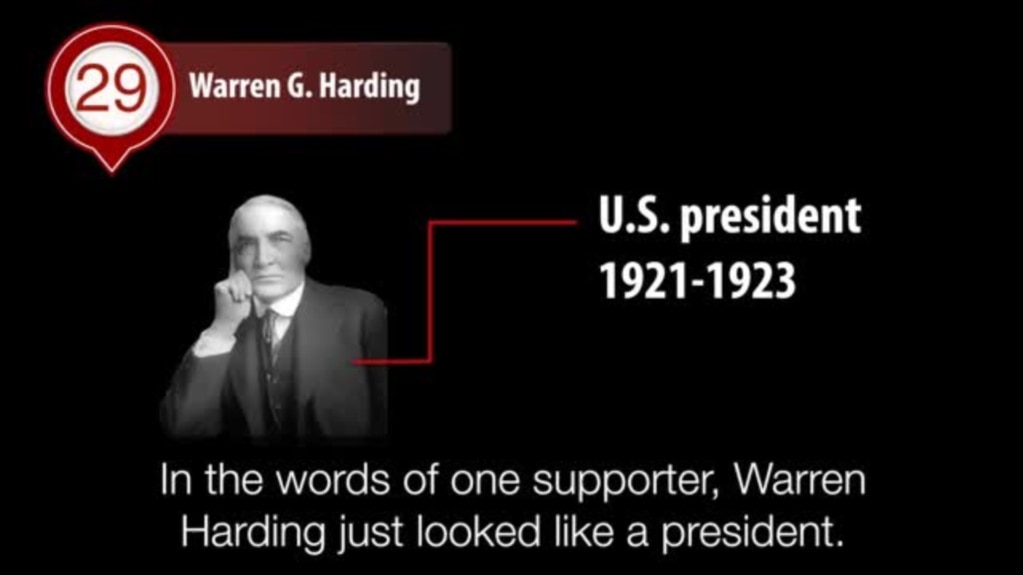 29
Warren G. Harding
U.S. president
1921-1923
In the words of one supporter, Warren
Harding just looked like a president.